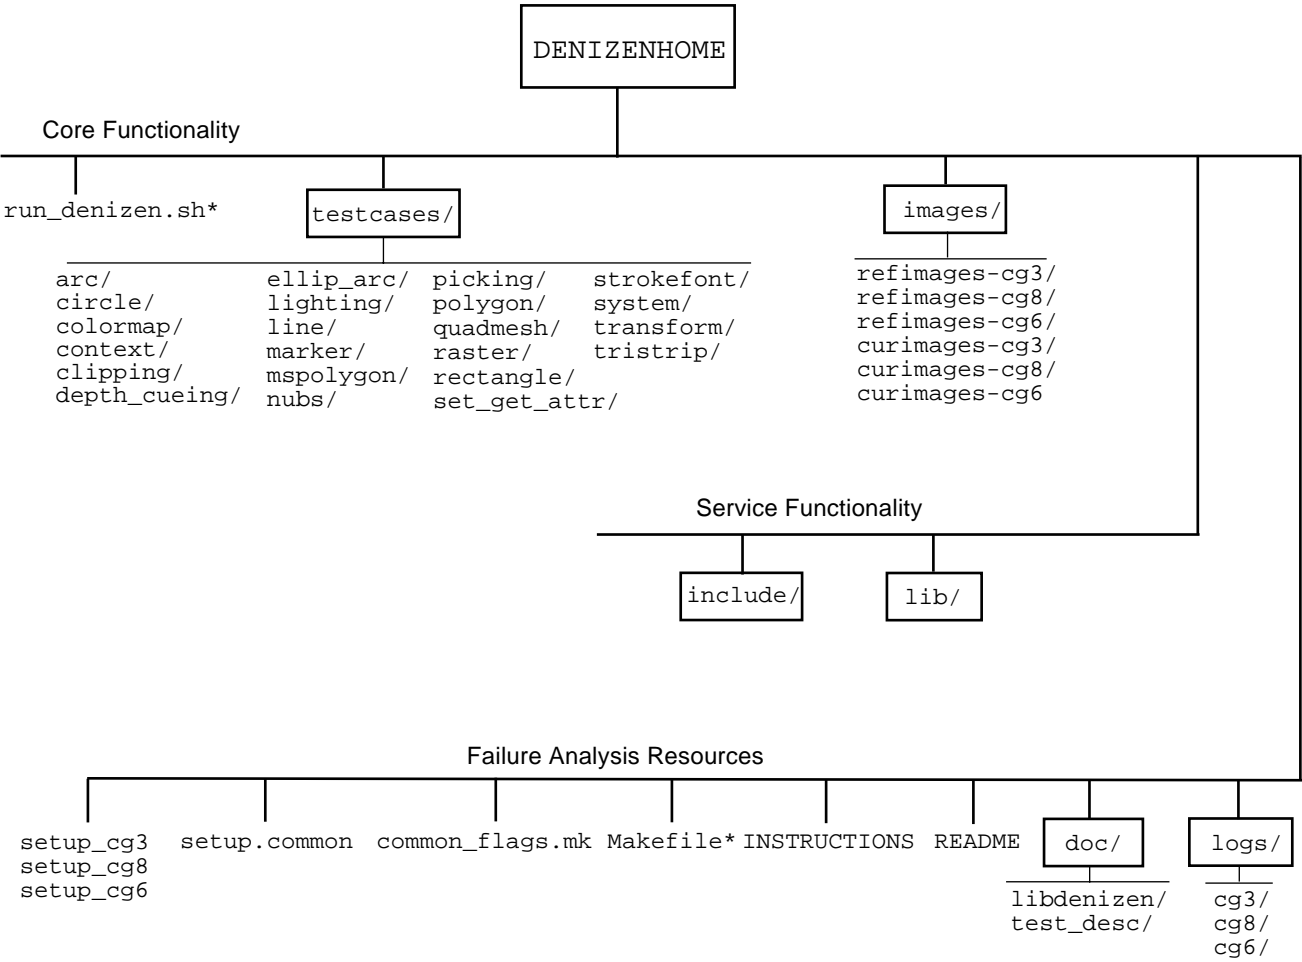 DENIZENHOME
Core Functionality
run_denizen.sh*
testcases/
images/
arc/
circle/
colormap/
context/
clipping/
depth_cueing/
ellip_arc/
lighting/
line/
marker/
mspolygon/
nubs/
picking/
polygon/
quadmesh/
raster/
rectangle/
set_get_attr/
strokefont/
system/
transform/
tristrip/
refimages-cg3/
refimages-cg8/
refimages-cg6/
curimages-cg3/
curimages-cg8/
curimages-cg6
Service Functionality
include/
lib/
Failure Analysis Resources
setup_cg3
setup_cg8
setup_cg6
setup.common
common_flags.mk
Makefile*
INSTRUCTIONS
README
doc/
libdenizen/
test_desc/
logs/
cg3/
cg8/
cg6/